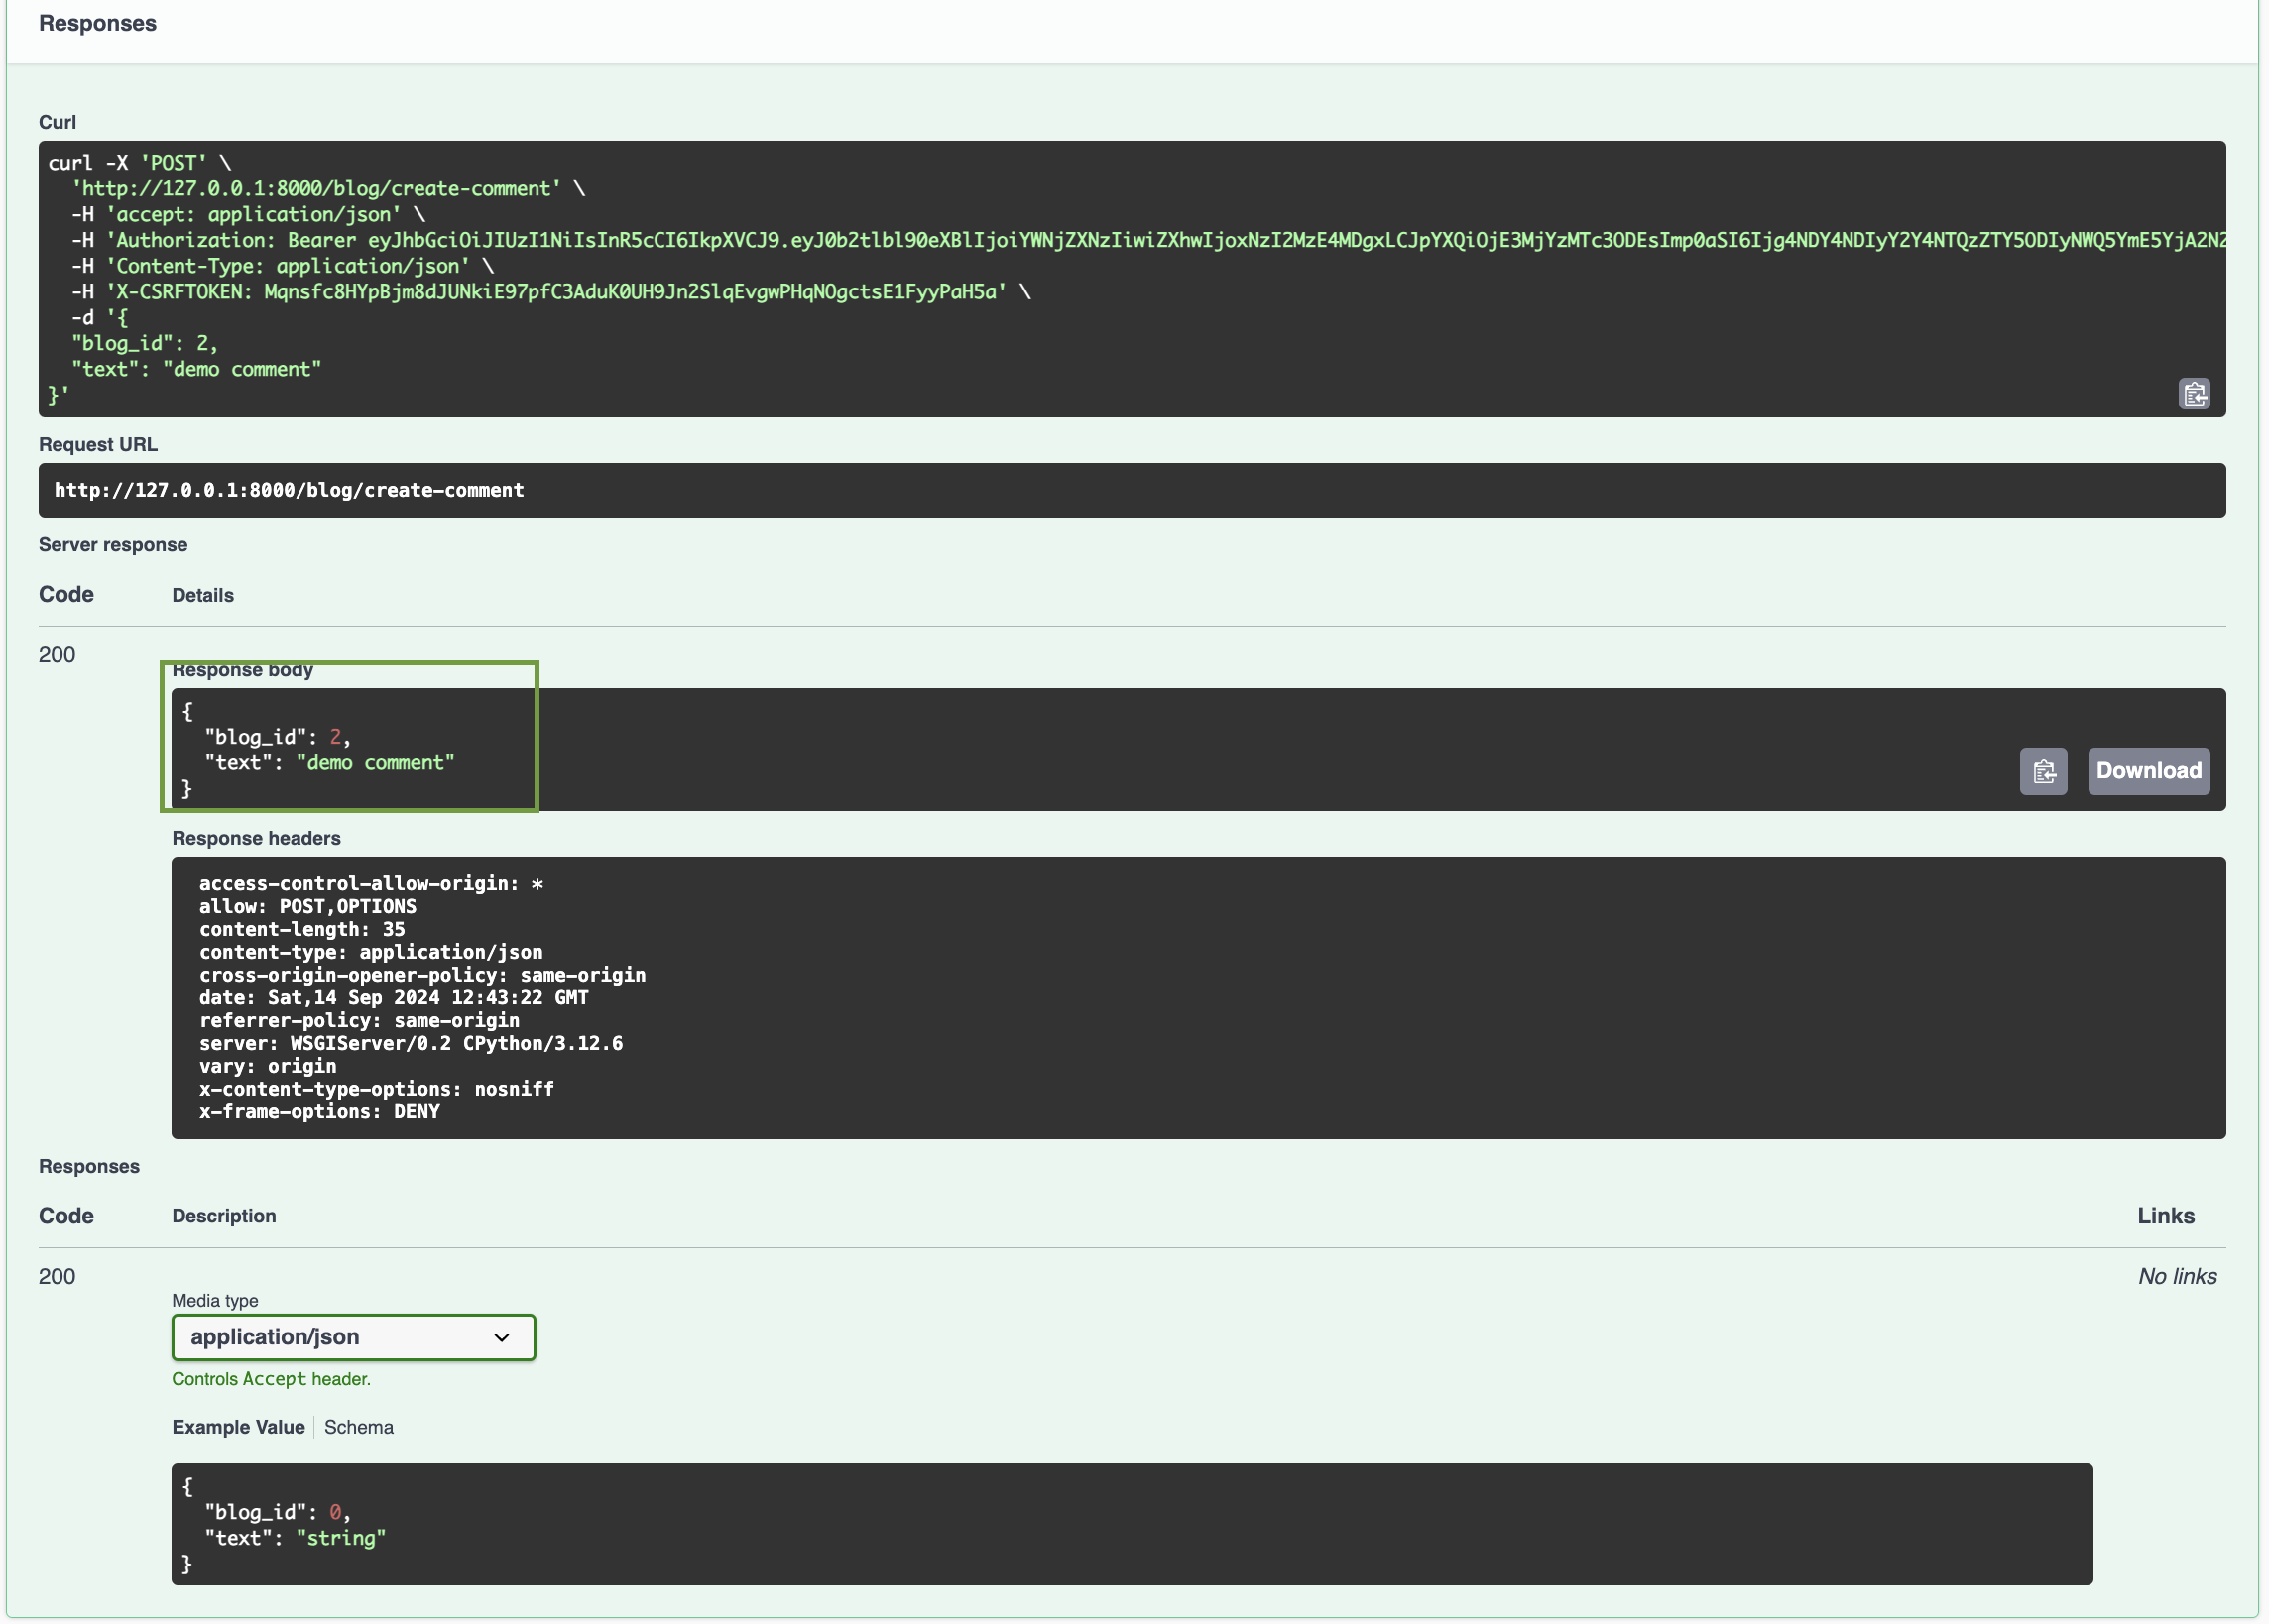 Responses
Curl
curl -X 'POST' \
  'http://127.0.0.1:8000/blog/create-comment' \
  -H 'accept: application/json' \
  -H 'Authorization: Bearer eyJhbGciOiJIUzI1NiIsInR5cCI6IkpXVCJ9.eyJ0b2tlbl90eXBlIjoiYWNjZXNzIiwiZXhwIjoxNzI2MzE4MDgxLCJpYXQiOjE3MjYzMTc3ODEsImp0aSI6Ijg4NDY4NDIyY2Y4NTQzZTY5ODIyNWQ5YmE5YjA2N2
  -H 'Content-Type: application/json' \
  -H 'X-CSRFTOKEN: Mqnsfc8HYpBjm8dJUNkiE97pfC3AduK0UH9Jn2SlqEvgwPHqNOgctsE1FyyPaH5a' \
  -d '{
  "blog_id": 2,
  "text": "demo comment"
}'
Request URL
http://127.0.0.1:8000/blog/create-comment
Server response
Code Details
200
Response body
{
  "blog_id": 2,
  "text": "demo comment"
}
Download
Response headers
access-control-allow-origin: *
allow: POST,OPTIONS
content-length: 35
content-type: application/json
cross-origin-opener-policy: same-origin
date: Sat,14 Sep 2024 12:43:22 GMT
referrer-policy: same-origin
server: WSGIServer/0.2 CPython/3.12.6
vary: origin
x-content-type-options: nosniff
x-frame-options: DENY
Responses
Code Description Links
200 No links
Media type
application/json
Controls Accept header.
Example Value Schema
{
  "blog_id": 0,
  "text": "string"
}